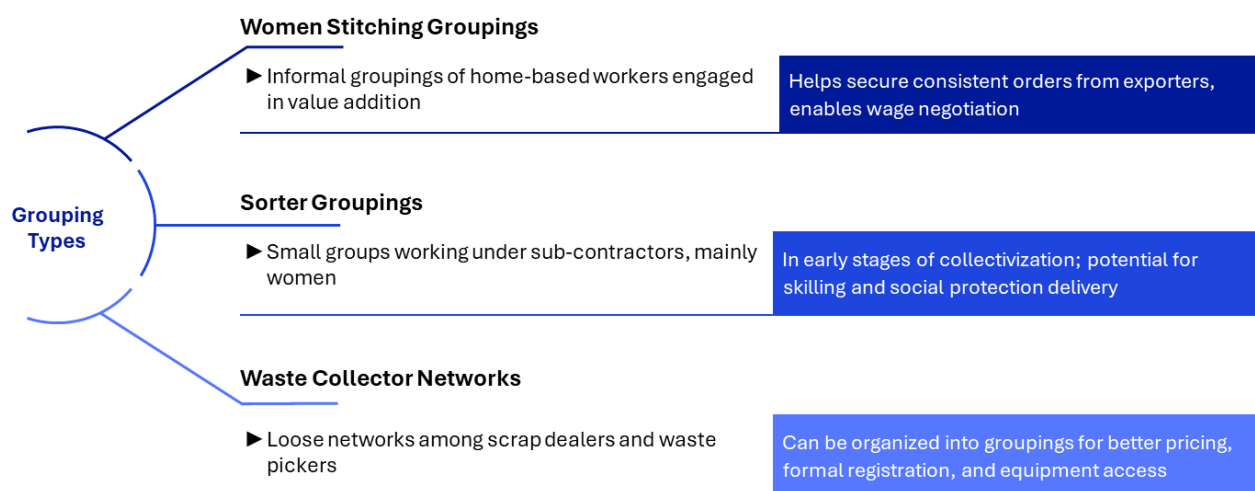 Grouping
Types
Women Stitching Groupings
► Informal groupings of home-based workers engaged
in value addition
Helps secure consistent orders from exporters,
enables wage negotiation
Sorter Groupings
► Small groups working under sub-contractors, mainly
women
In early stages of collectivization; potential for
skilling and social protection delivery
Waste Collector Networks
► Loose networks among scrap dealers and waste
pickers
Can be organized into groupings for better pricing,
formal registration, and equipment access